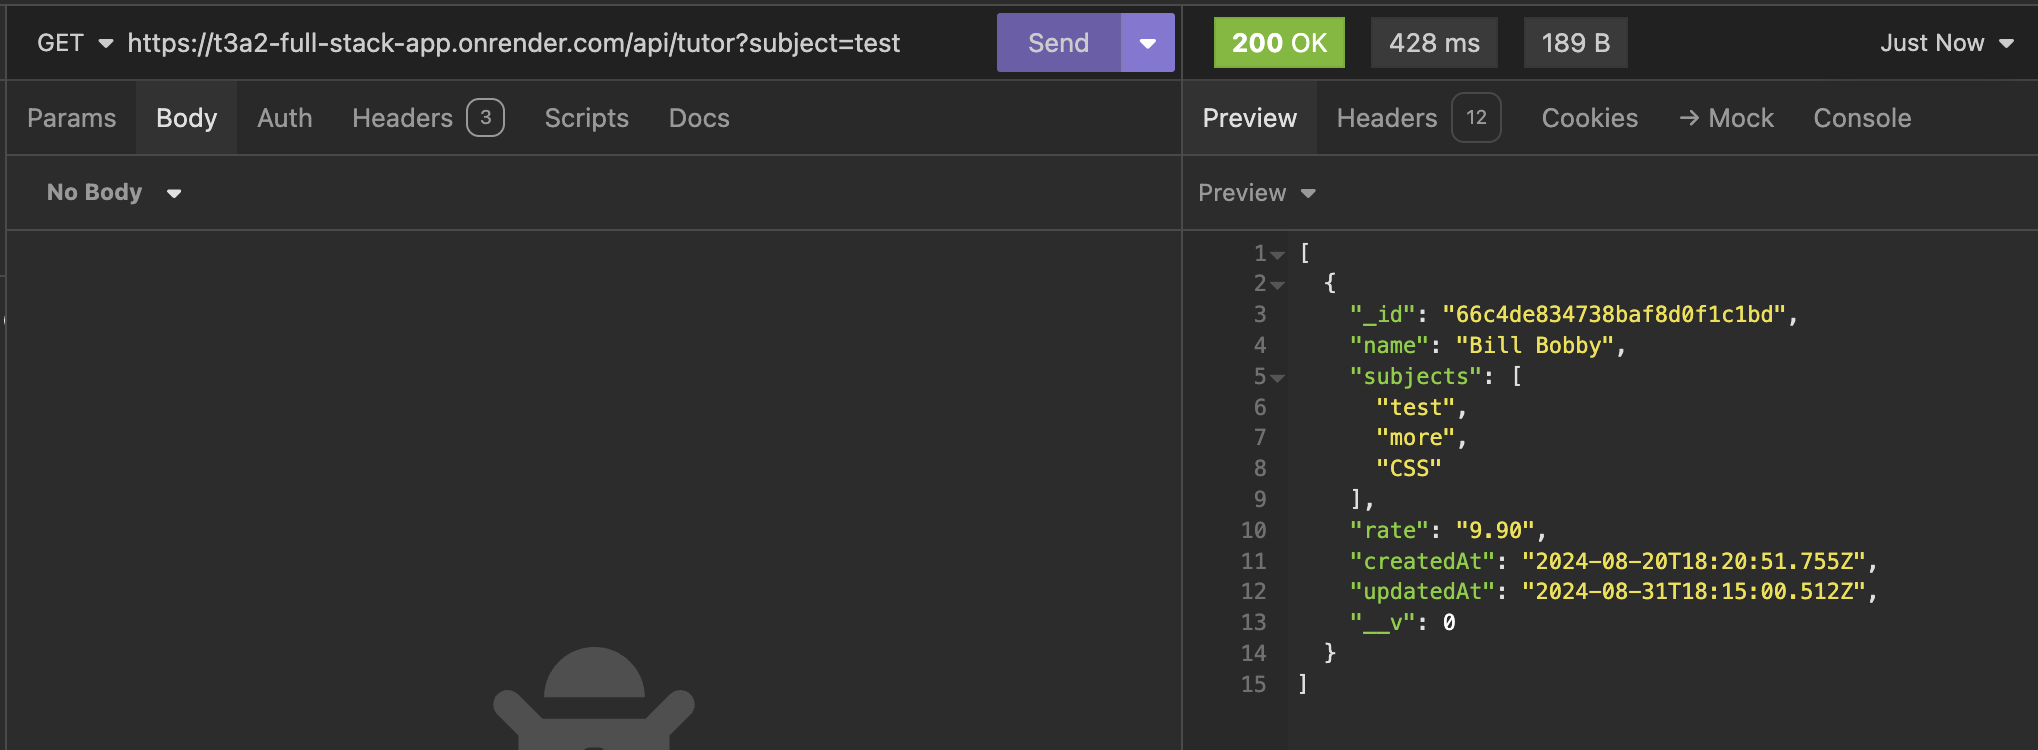 GET https://t3a2-full-stack-app.onrender.com/api/tutor?subject=test Send
Params Body Auth Headers 3 Scripts Docs
No Body
200 OK 428 ms 189 B Just Now
Preview Headers 12 Cookies → Mock Console
Preview
1 [
2 {
3 "_id": "66c4de834738baf8d0f1c1bd",
4 "name": "Bill Bobby",
5 "subjects": [
6 "test",
7 "more",
8 "CSS"
9 ],
10 "rate": "9.90",
11 "createdAt": "2024-08-20T18:20:51.755Z",
12 "updatedAt": "2024-08-31T18:15:00.512Z",
13 "__v": 0
14 }
15 ]